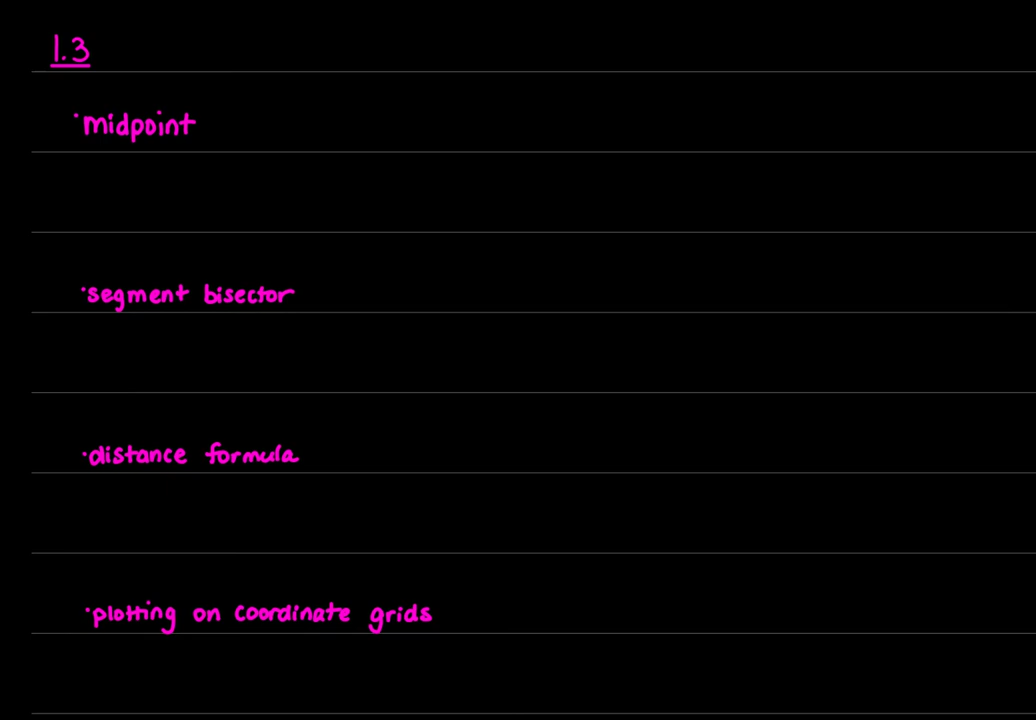 1.3
·midpoint
·segment bisector
·distance formula
·plotting on coordinate grids